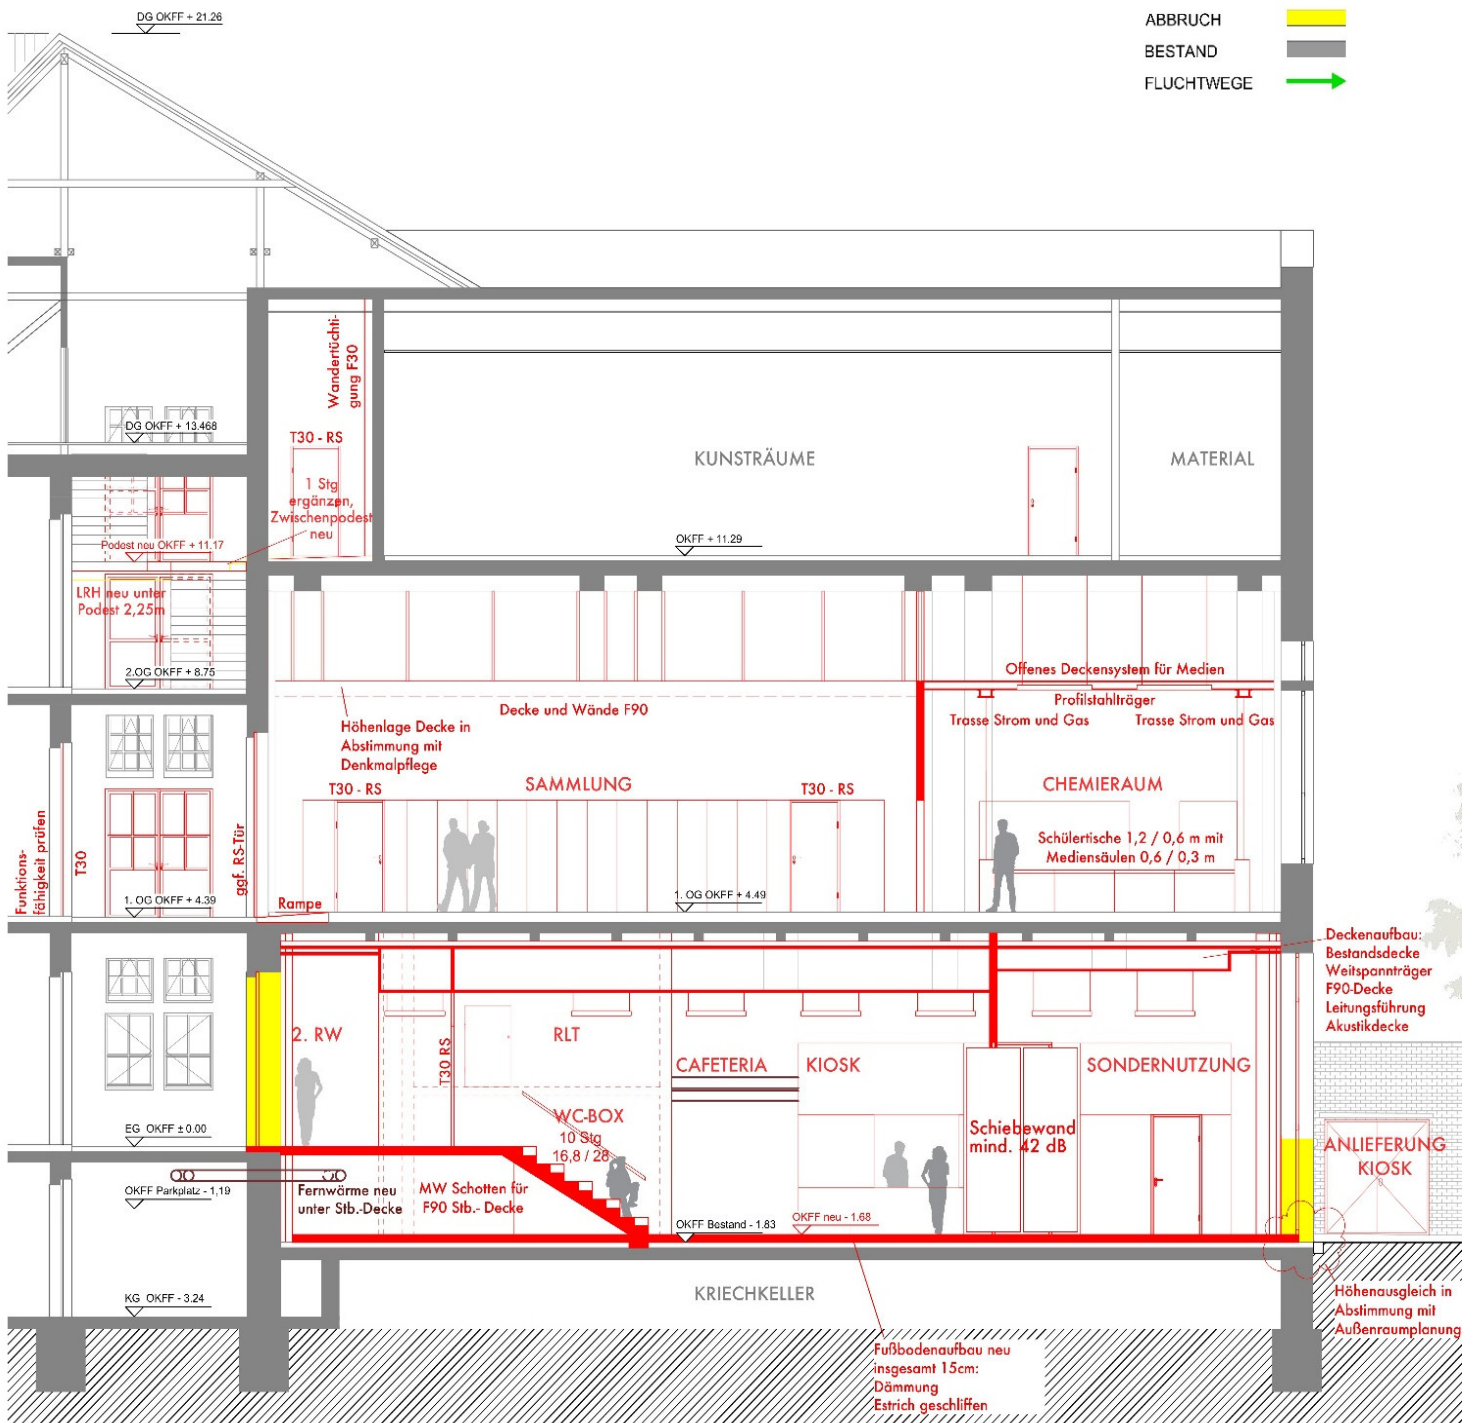 DG OKFF + 21.26
ABBRUCH
BESTAND
FLUCHTWEGE
Wandertüchti-
gung F30
DG OKFF + 13.468
T30 - RS
KUNSTRÄUME
MATERIAL
1 Stg
ergänzen,
Zwischenpodest
neu
Podest neu OKFF + 11.17
OKFF + 11.29
LRH neu unter
Podest 2,25m
2.OG OKFF + 8.75
Offenes Deckensystem für Medien
Decke und Wände F90
Profilstahlträger
Trasse Strom und Gas
Trasse Strom und Gas
Höhenlage Decke in
Abstimmung mit
Denkmalpflege
SAMMLUNG
CHEMIERAUM
T30 - RS
T30 - RS
Funktions-
fähigkeit prüfen
T30
ggf. RS-Tür
Schülertische 1,2 / 0,6 m mit
Mediensäulen 0,6 / 0,3 m
1. OG OKFF + 4.39
Rampe
1. OG OKFF + 4.49
Deckenaufbau:
Bestandsdecke
Weitspannträger
F90-Decke
Leitungsführung
Akustikdecke
2. RW
T30 RS
RLT
CAFETERIA
KIOSK
SONDERNUTZUNG
WC-BOX
10 Stg
16,8 / 28
Schiebewand
mind. 42 dB
EG OKFF ± 0.00
ANLIEFERUNG
KIOSK
OKFF Parkplatz - 1,19
Fernwärme neu
unter Stb.-Decke
MW Schotten für
F90 Stb.- Decke
OKFF Bestand - 1.83
OKFF neu - 1.68
KG OKFF - 3.24
KRIECHKELLER
Höhenausgleich in
Abstimmung mit
Außenraumplanung
Fußbodenaufbau neu
insgesamt 15cm:
Dämmung
Estrich geschliffen